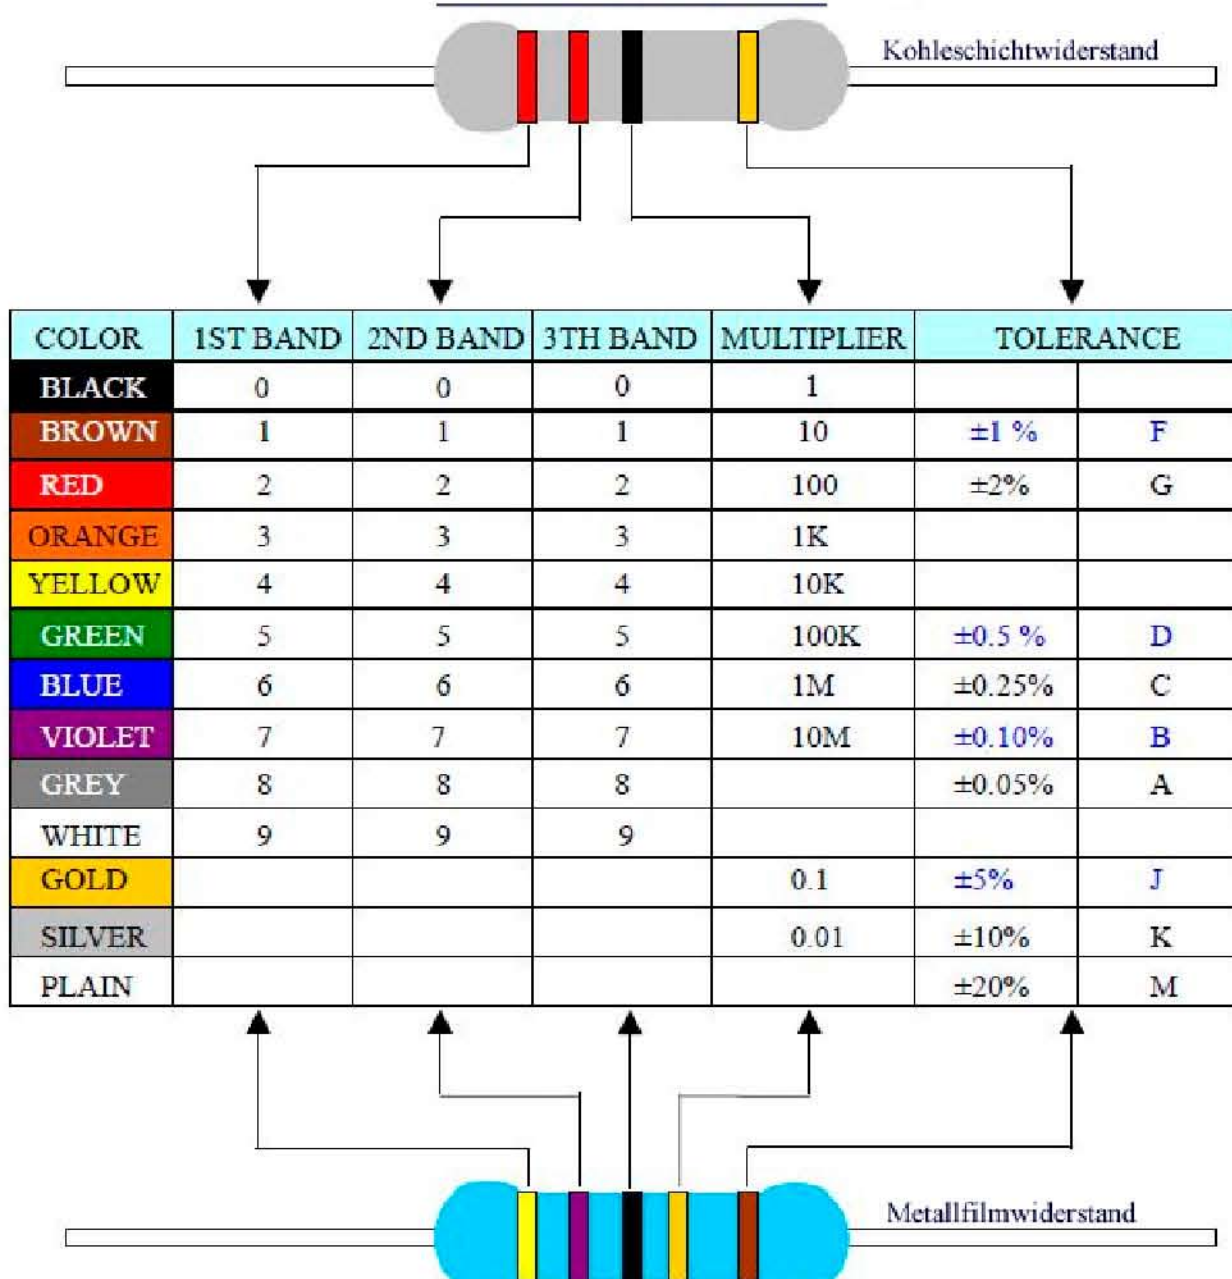 Kohleschichtwiderstand
COLOR 1ST BAND 2ND BAND 3TH BAND MULTIPLIER TOLERANCE
BLACK 0 0 0 1
BROWN 1 1 1 10 ±1 % F
RED 2 2 2 100 ±2% G
ORANGE 3 3 3 1K
YELLOW 4 4 4 10K
GREEN 5 5 5 100K ±0.5 % D
BLUE 6 6 6 1M ±0.25% C
VIOLET 7 7 7 10M ±0.10% B
GREY 8 8 8 ±0.05% A
WHITE 9 9 9
GOLD 0.1 ±5% J
SILVER 0.01 ±10% K
PLAIN ±20% M
Metallfilmwiderstand